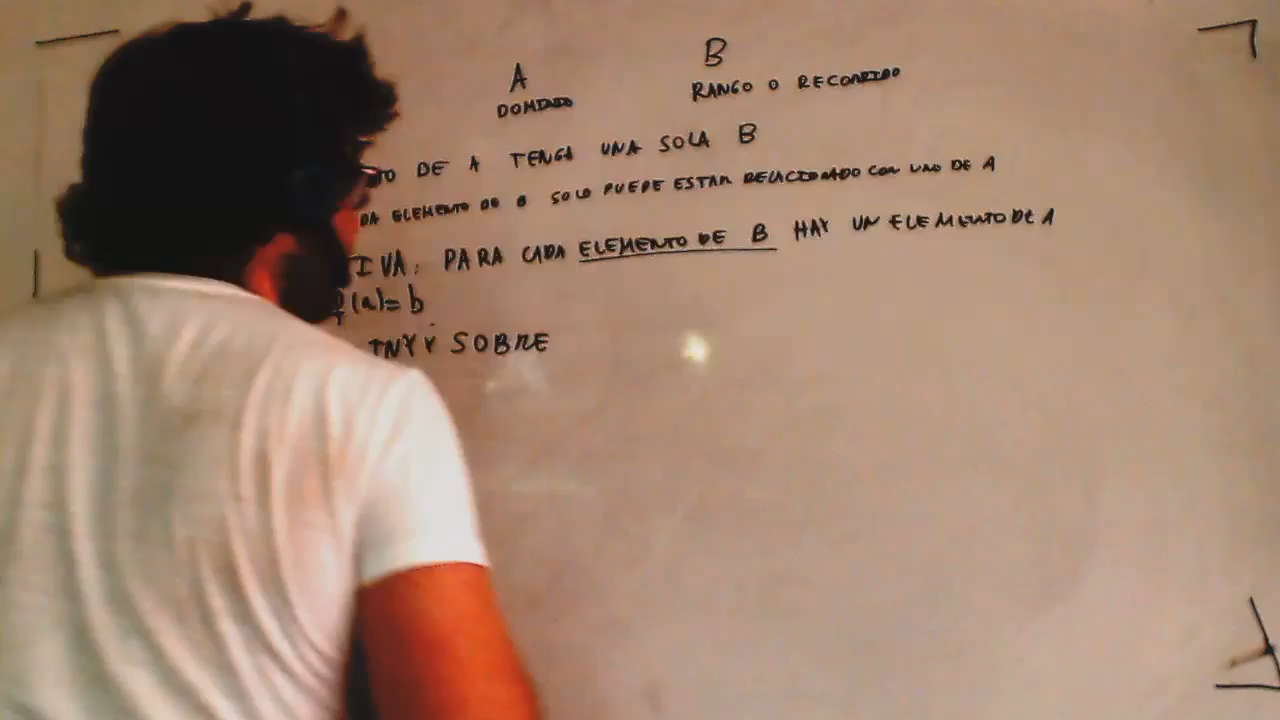 A B
DOMINIO RANGO O RECORRIDO
TO DE A TENGA UNA SOLA B
DA ELEMENTO DE B SOLO PUEDE ESTAR RELACIONADO CON UNO DE A
IVA: PARA CADA ELEMENTO DE B HAY UN ELEMENTO DE A
f(a)=b
INY Y SOBRE